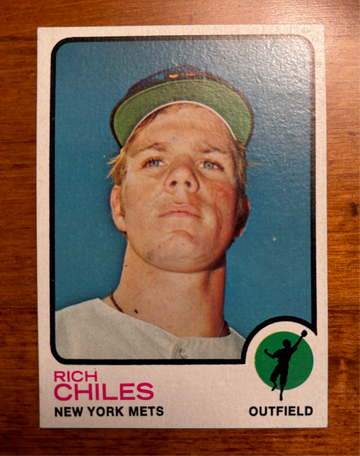 RICH
CHILES
NEW YORK METS
OUTFIELD